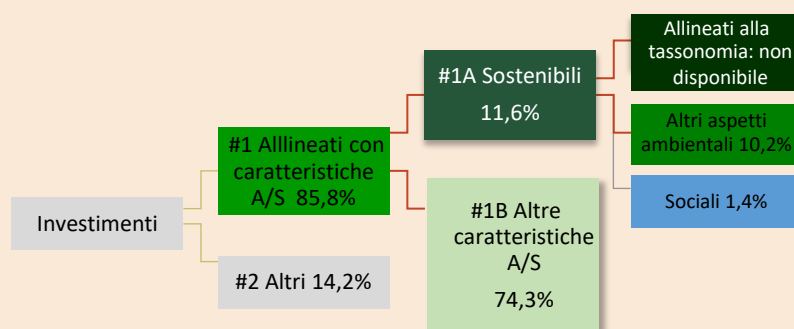 Investimenti
#1 Alllineati con
caratteristiche
A/S 85,8%
#2 Altri 14,2%
#1A Sostenibili
11,6%
#1B Altre
caratteristiche
A/S
74,3%
Allineati alla
tassonomia: non
disponibile
Altri aspetti
ambientali 10,2%
Sociali 1,4%